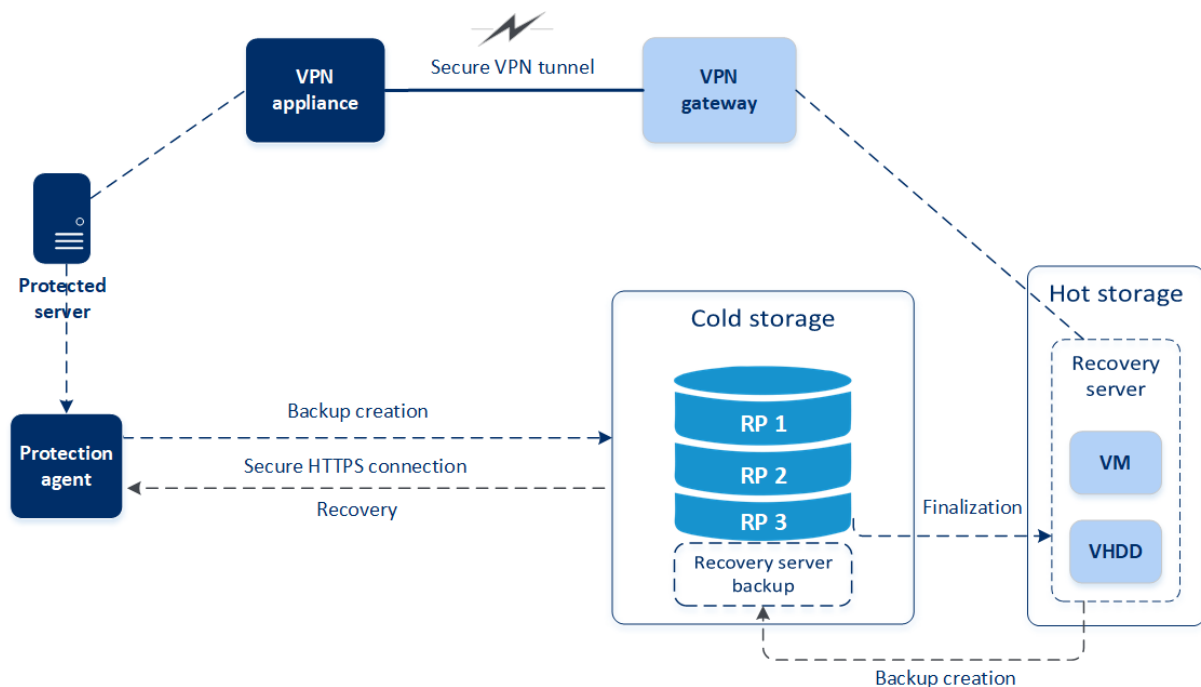 VPN
appliance
Secure VPN tunnel
VPN
gateway
Protected
server
Hot storage
Cold storage
Recovery
server
Backup creation
RP 1
Protection
agent
Secure HTTPS connection
RP 2
VM
Recovery
RP 3
Finalization
VHDD
Recovery server
backup
Backup creation